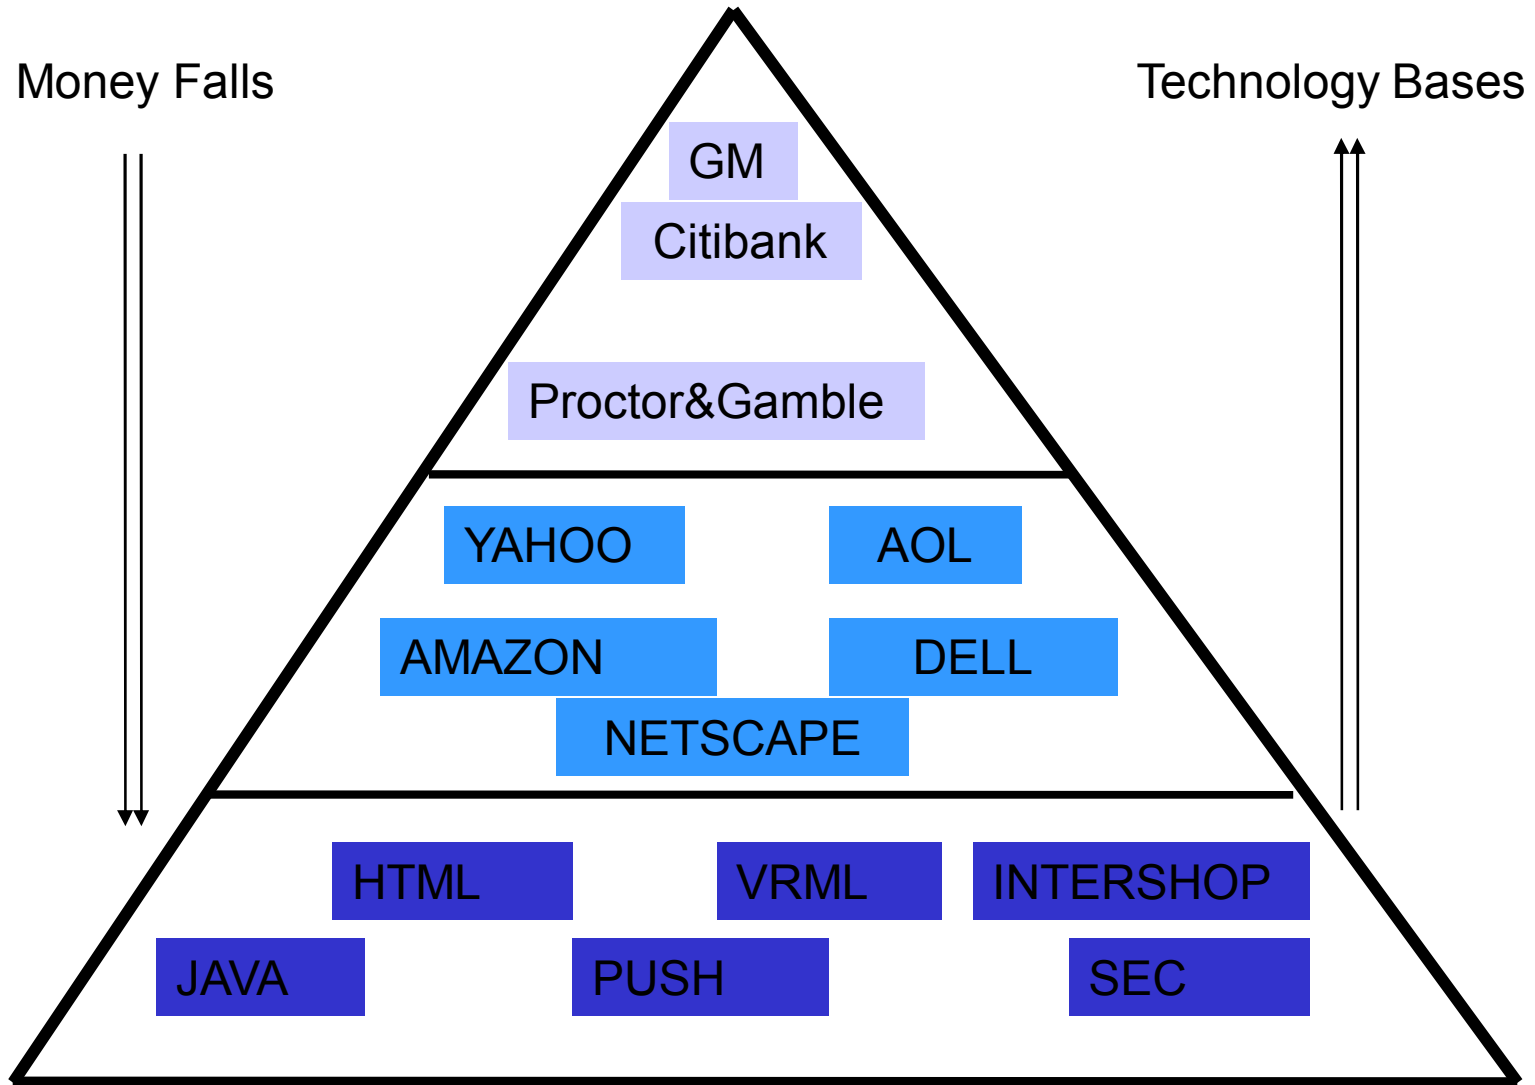 Money Falls
Technology Bases
GM
Citibank
Proctor&Gamble
YAHOO
AOL
AMAZON
DELL
NETSCAPE
HTML
VRML
INTERSHOP
JAVA
PUSH
SEC